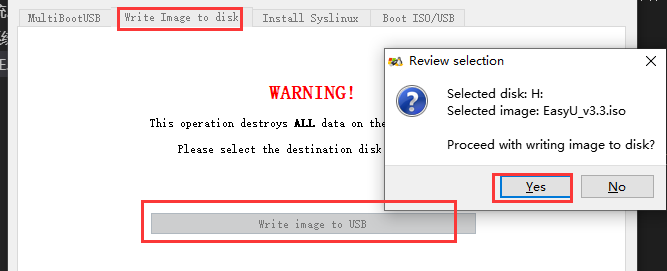 统
MultiBootUSB
Write Image to disk
Install Syslinux
Boot ISO/USB
WARNING!
This operation destroys ALL data on the
Please select the destination disk
Write image to USB
Review selection
Selected disk: H:
Selected image: EasyU_v3.3.iso
Proceed with writing image to disk?
Yes
No